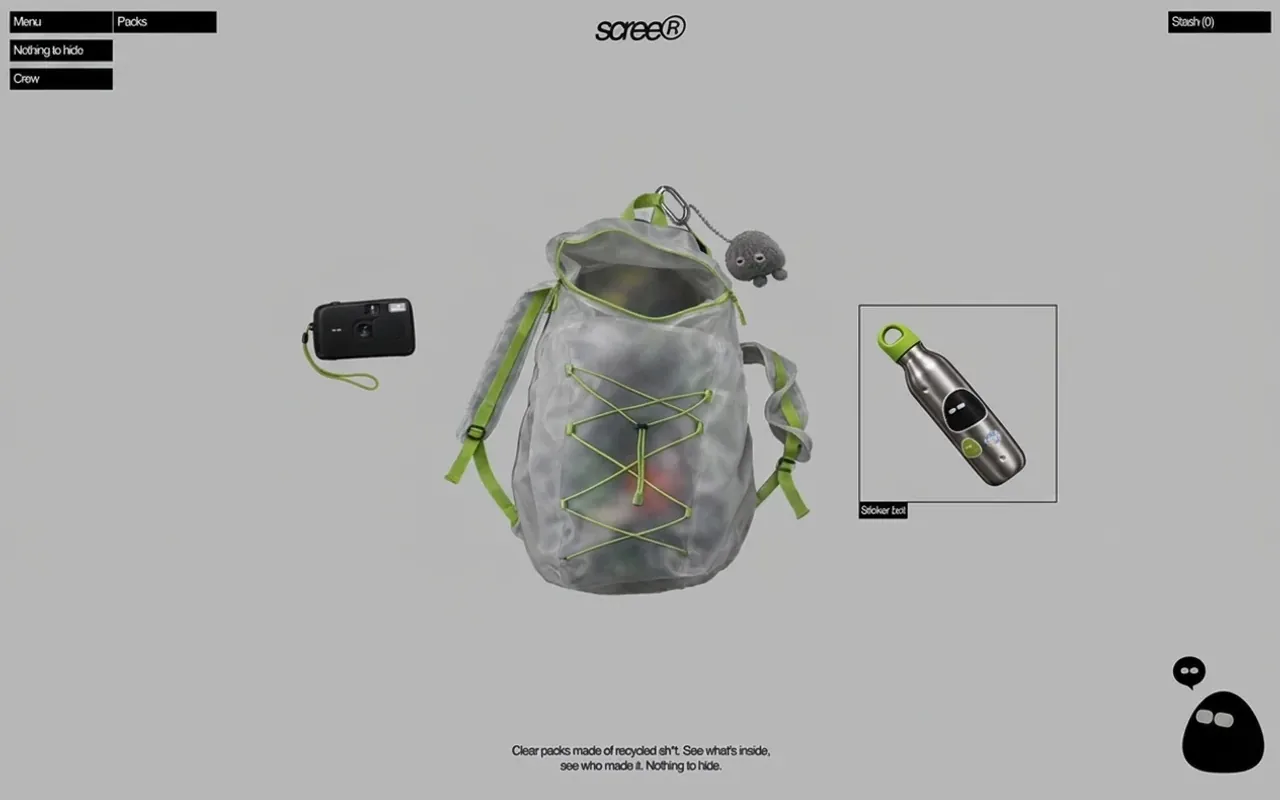 Menu
Packs
Nothing to hide
Crew
scree®
Stash (0)
Sticker
Clear packs made of recycled sh*t. See what's inside,
see who made it. Nothing to hide.